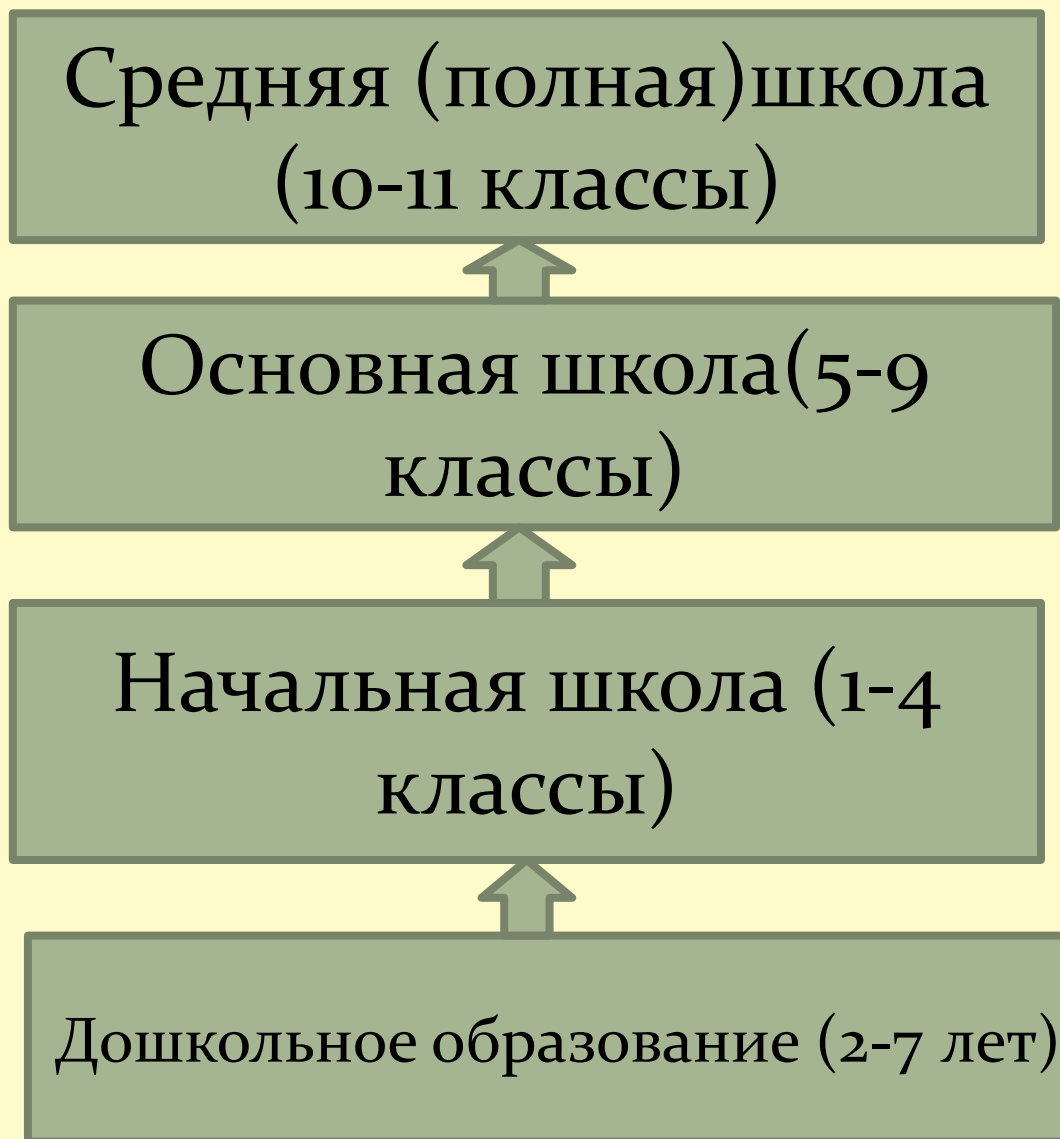 Средняя (полная)школа
(10-11 классы)
Основная школа(5-9
классы)
Начальная школа (1-4
классы)
Дошкольное образование (2-7 лет)